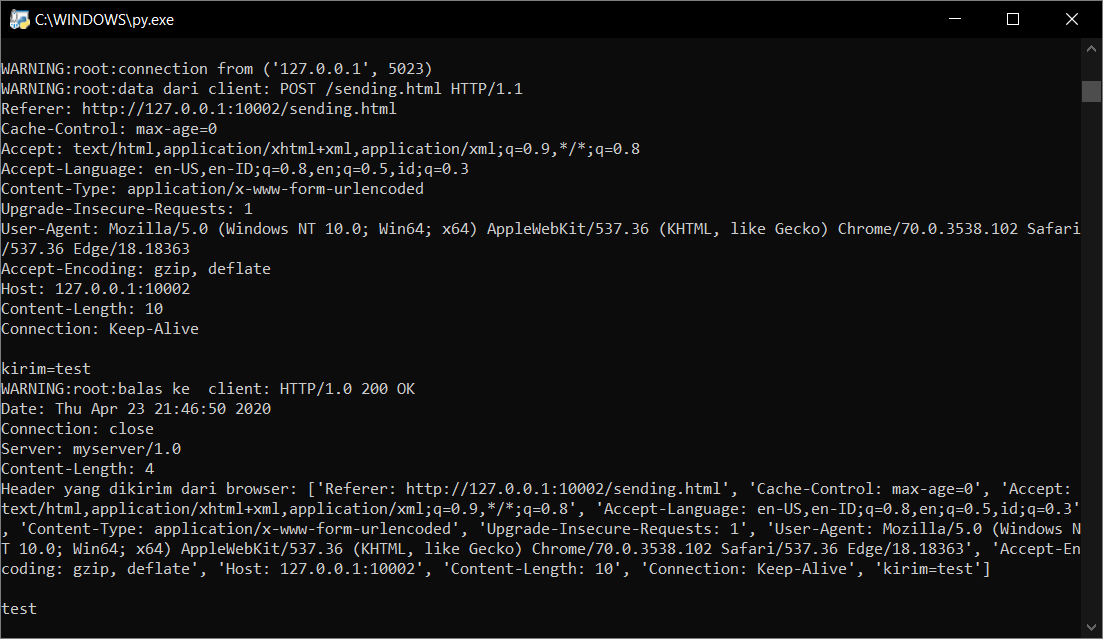 C:\WINDOWS\py.exe
WARNING:root:connection from ('127.0.0.1', 5023)
WARNING:root:data dari client: POST /sending.html HTTP/1.1
Referer: http://127.0.0.1:10002/sending.html
Cache-Control: max-age=0
Accept: text/html,application/xhtml+xml,application/xml;q=0.9,*/*;q=0.8
Accept-Language: en-US,en-ID;q=0.8,en;q=0.5,id;q=0.3
Content-Type: application/x-www-form-urlencoded
Upgrade-Insecure-Requests: 1
User-Agent: Mozilla/5.0 (Windows NT 10.0; Win64; x64) AppleWebKit/537.36 (KHTML, like Gecko) Chrome/70.0.3538.102 Safari
/537.36 Edge/18.18363
Accept-Encoding: gzip, deflate
Host: 127.0.0.1:10002
Content-Length: 10
Connection: Keep-Alive
kirim=test
WARNING:root:balas ke  client: HTTP/1.0 200 OK
Date: Thu Apr 23 21:46:50 2020
Connection: close
Server: myserver/1.0
Content-Length: 4
Header yang dikirim dari browser: ['Referer: http://127.0.0.1:10002/sending.html', 'Cache-Control: max-age=0', 'Accept:
text/html,application/xhtml+xml,application/xml;q=0.9,*/*;q=0.8', 'Accept-Language: en-US,en-ID;q=0.8,en;q=0.5,id;q=0.3'
, 'Content-Type: application/x-www-form-urlencoded', 'Upgrade-Insecure-Requests: 1', 'User-Agent: Mozilla/5.0 (Windows N
T 10.0; Win64; x64) AppleWebKit/537.36 (KHTML, like Gecko) Chrome/70.0.3538.102 Safari/537.36 Edge/18.18363', 'Accept-En
coding: gzip, deflate', 'Host: 127.0.0.1:10002', 'Content-Length: 10', 'Connection: Keep-Alive', 'kirim=test']
test